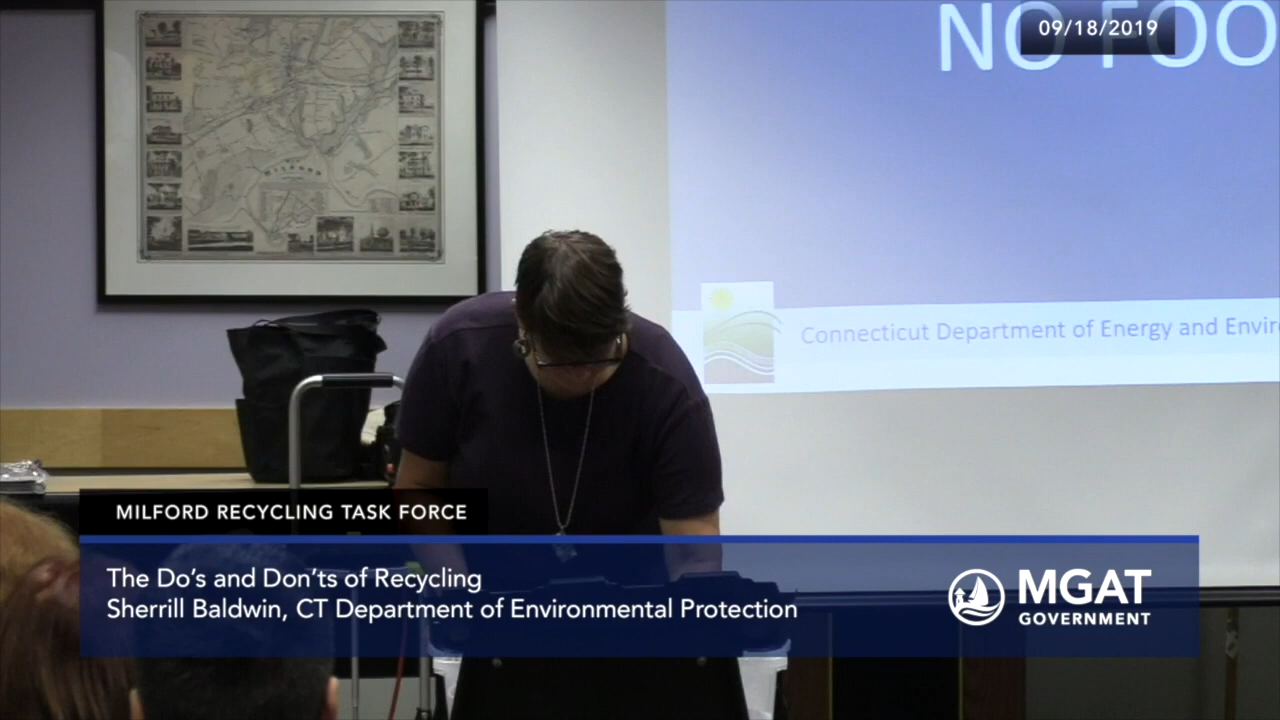 NO FOO
09/18/2019
MILFORD
Connecticut Department of Energy and Envir
MILFORD RECYCLING TASK FORCE
The Do's and Don'ts of Recycling
Sherrill Baldwin, CT Department of Environmental Protection
MGAT
GOVERNMENT